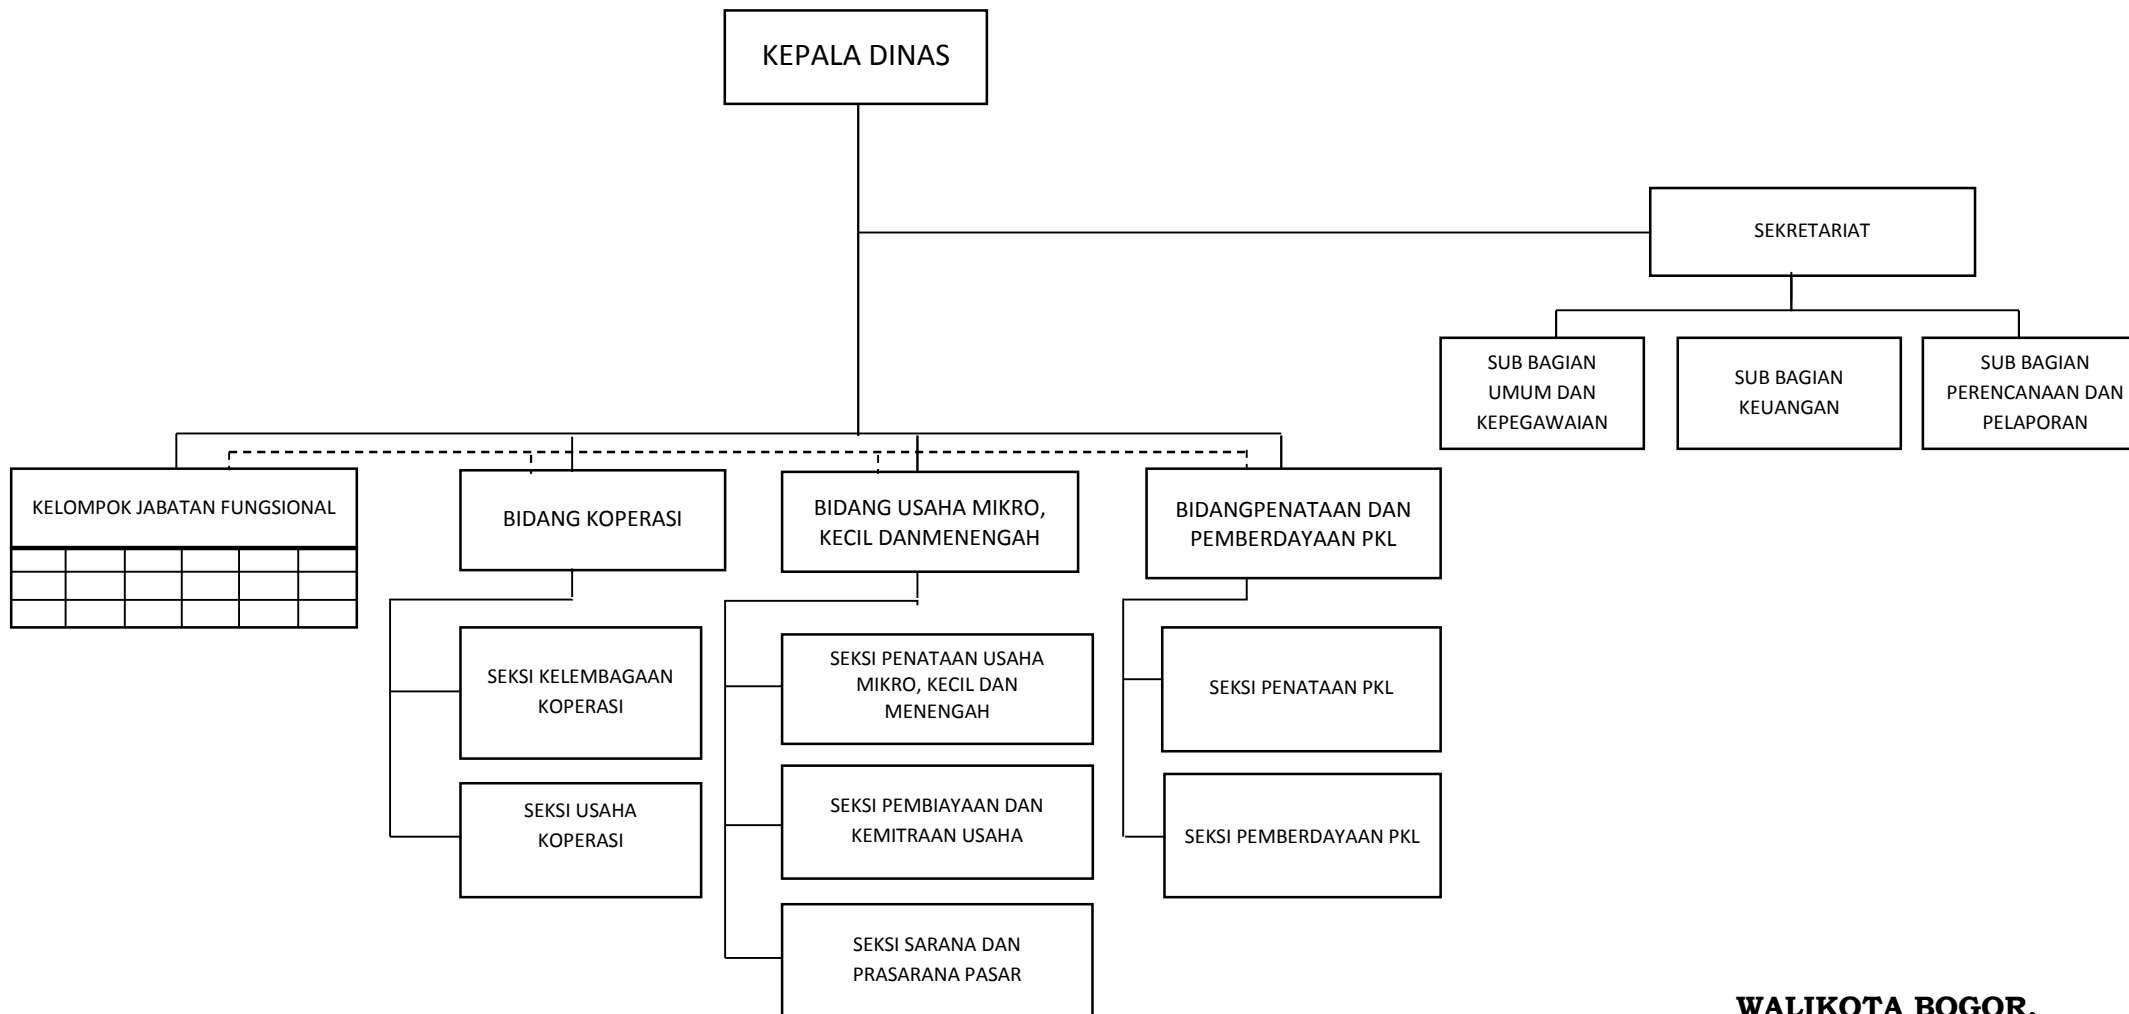 KEPALA DINAS
SEKRETARIAT
SUB BAGIAN
UMUM DAN
KEPEGAWAIAN
SUB BAGIAN
KEUANGAN
SUB BAGIAN
PERENCANAAN DAN
PELAPORAN
KELOMPOK JABATAN FUNGSIONAL
BIDANG KOPERASI
BIDANG USAHA MIKRO,
KECIL DANMENENGAH
BIDANGPENATAAN DAN
PEMBERDAYAAN PKL
SEKSI KELEMBAGAAN
KOPERASI
SEKSI USAHA
KOPERASI
SEKSI PENATAAN USAHA
MIKRO, KECIL DAN
MENENGAH
SEKSI PEMBIAYAAN DAN
KEMITRAAN USAHA
SEKSI SARANA DAN
PRASARANA PASAR
SEKSI PENATAAN PKL
SEKSI PEMBERDAYAAN PKL
WALIKOTA BOGOR,